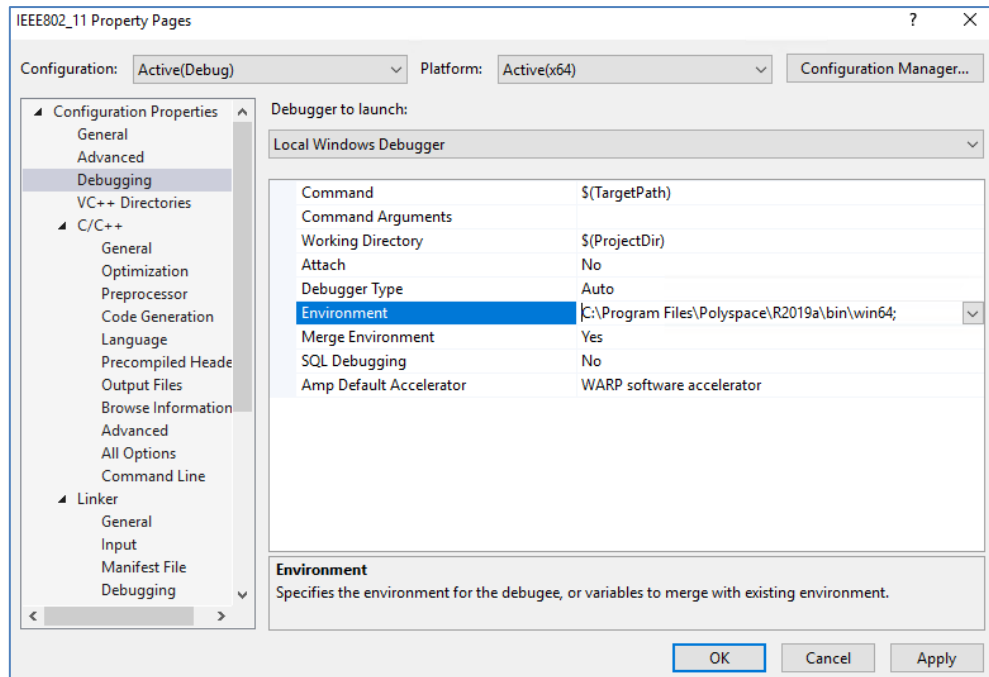 IEEE802_11 Property Pages ? ×
Configuration: Active(Debug) Platform: Active(x64) Configuration Manager...
Configuration Properties
General
Advanced
Debugging
VC++ Directories
C/C++
General
Optimization
Preprocessor
Code Generation
Language
Precompiled Heade
Output Files
Browse Information
Advanced
All Options
Command Line
Linker
General
Input
Manifest File
Debugging
Debugger to launch:
Local Windows Debugger
Command $(TargetPath)
Command Arguments
Working Directory $(ProjectDir)
Attach No
Debugger Type Auto
Environment C:\Program Files\Polyspace\R2019a\bin\win64;
Merge Environment Yes
SQL Debugging No
Amp Default Accelerator WARP software accelerator
Environment
Specifies the environment for the debugee, or variables to merge with existing environment.
OK Cancel Apply